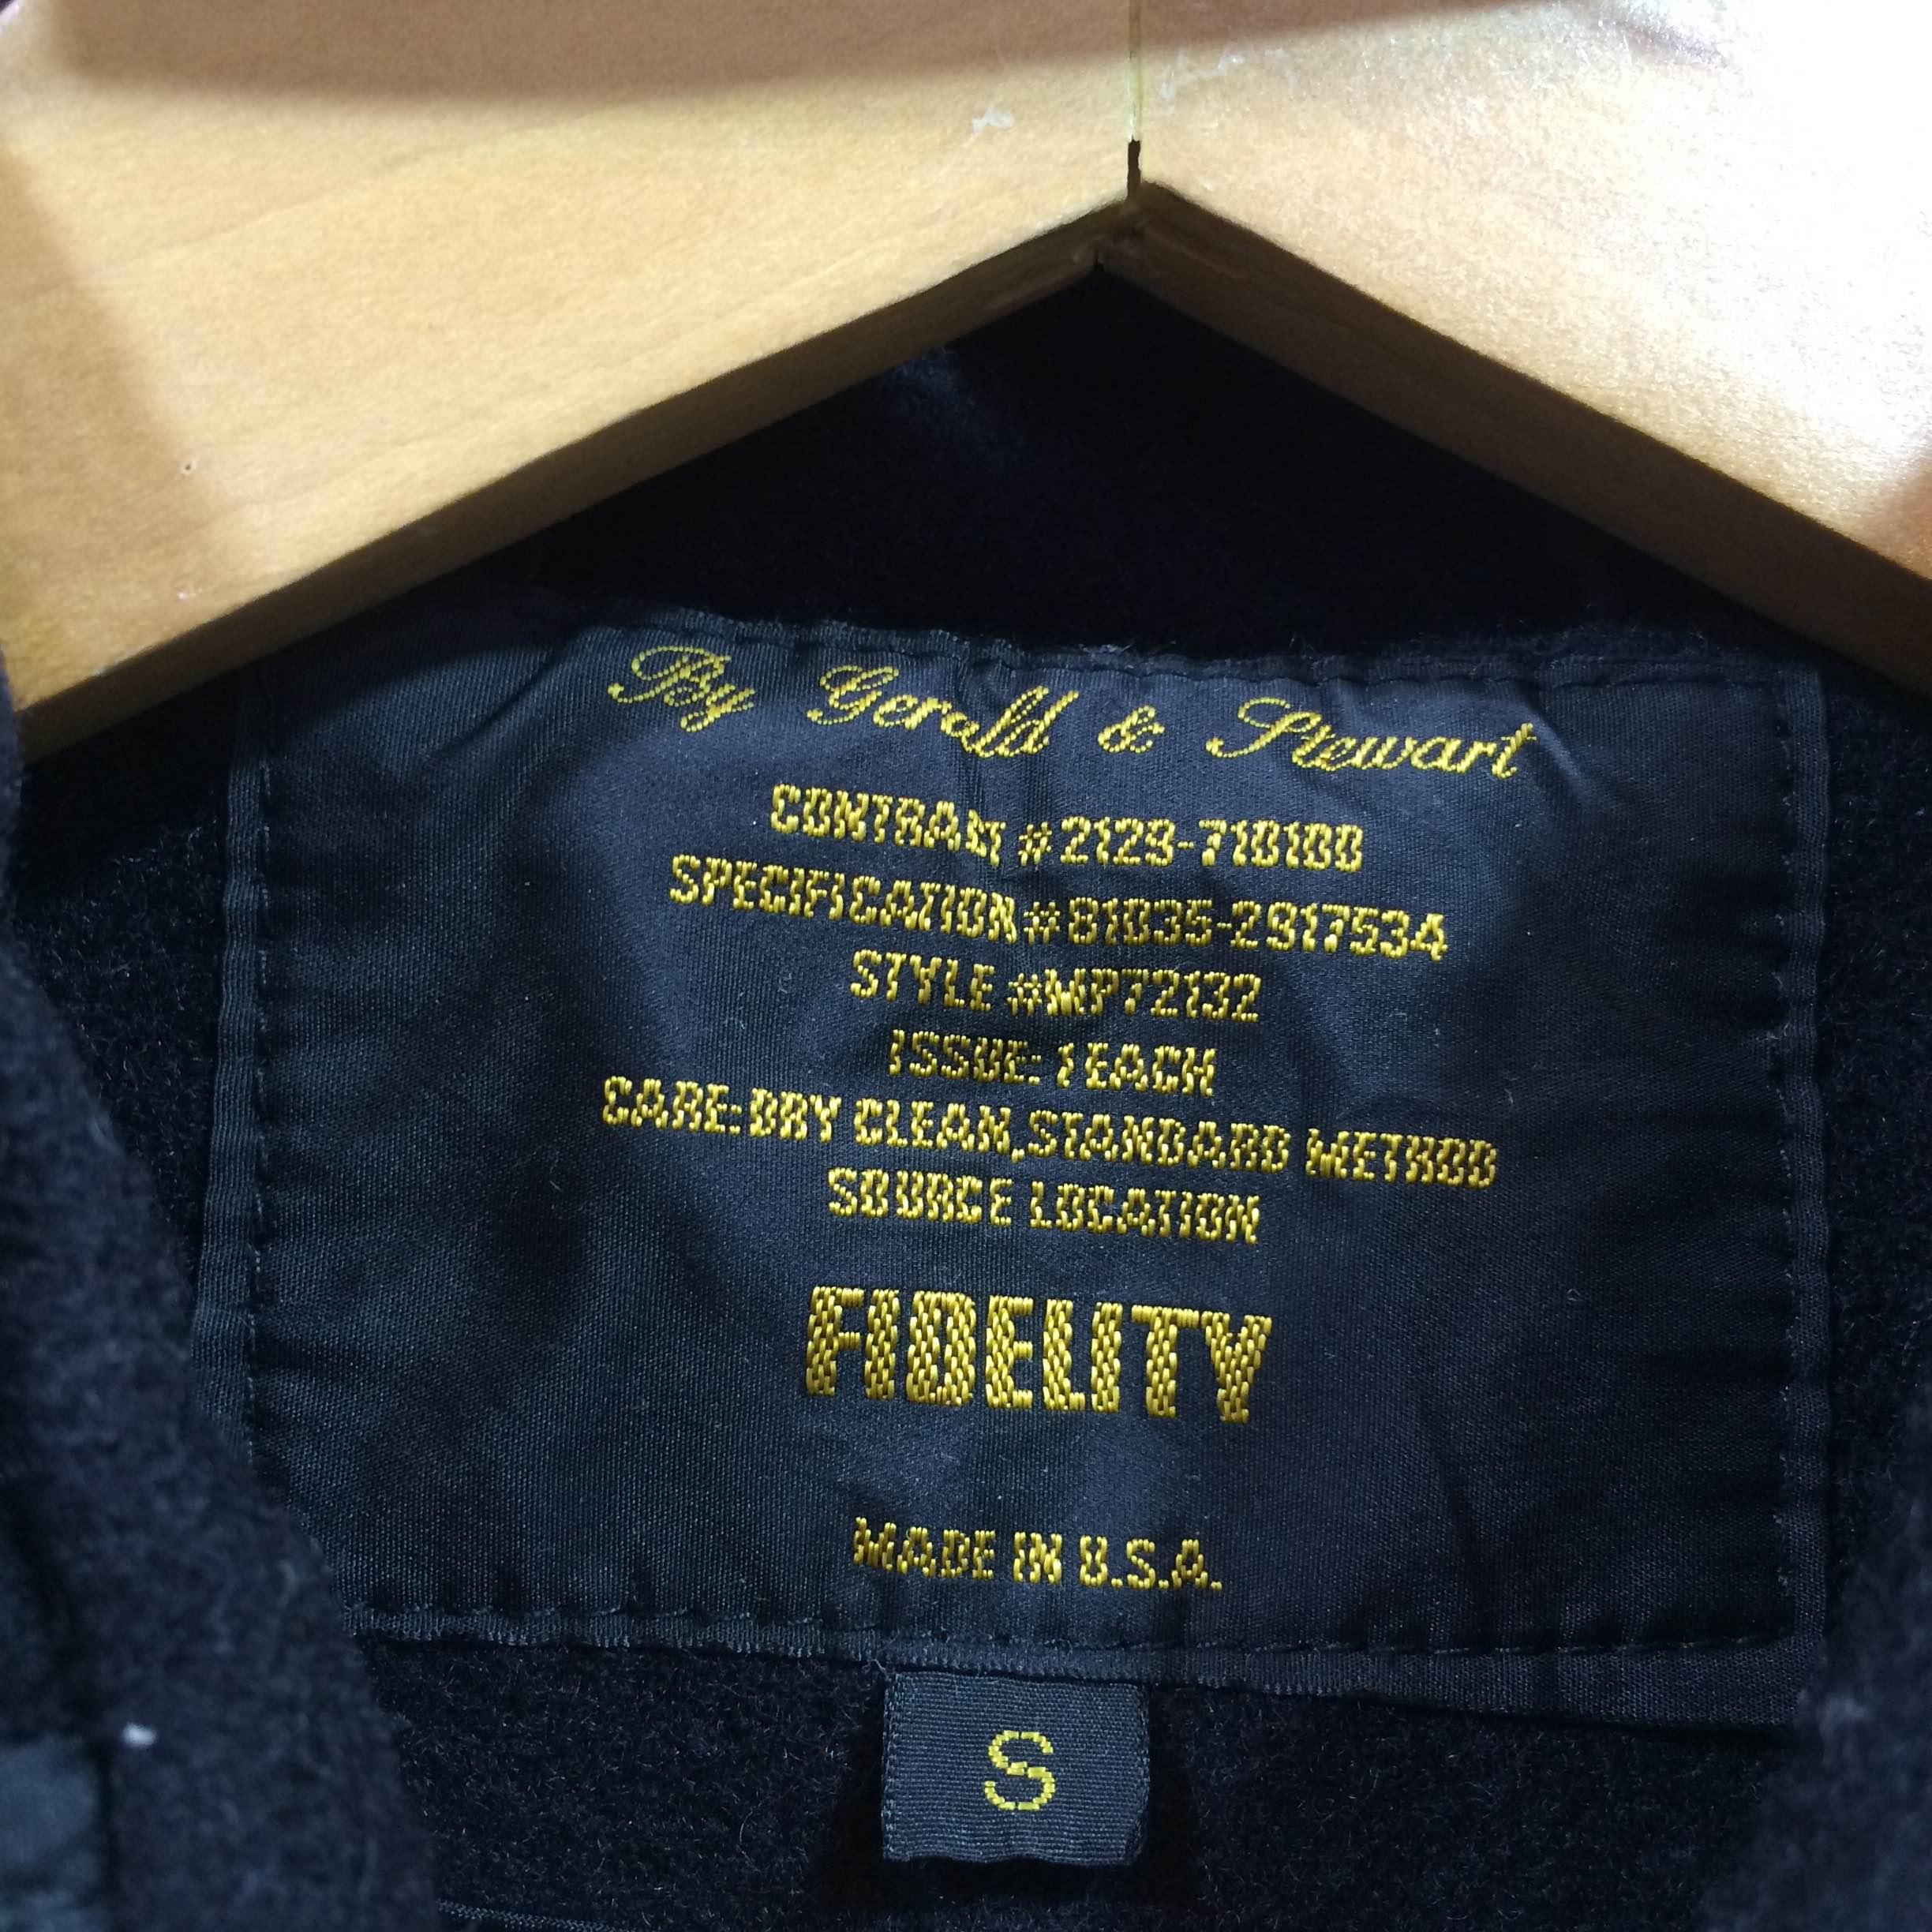 By Gerald & Stewart
CONTRACT #2129-710100
SPECIFICATION #81035-2917534
STYLE #MP72132
ISSUE: 1 EACH
CARE: DRY CLEAN, STANDARD METHOD
SOURCE LOCATION
FIDELITY
MADE IN U.S.A.
S